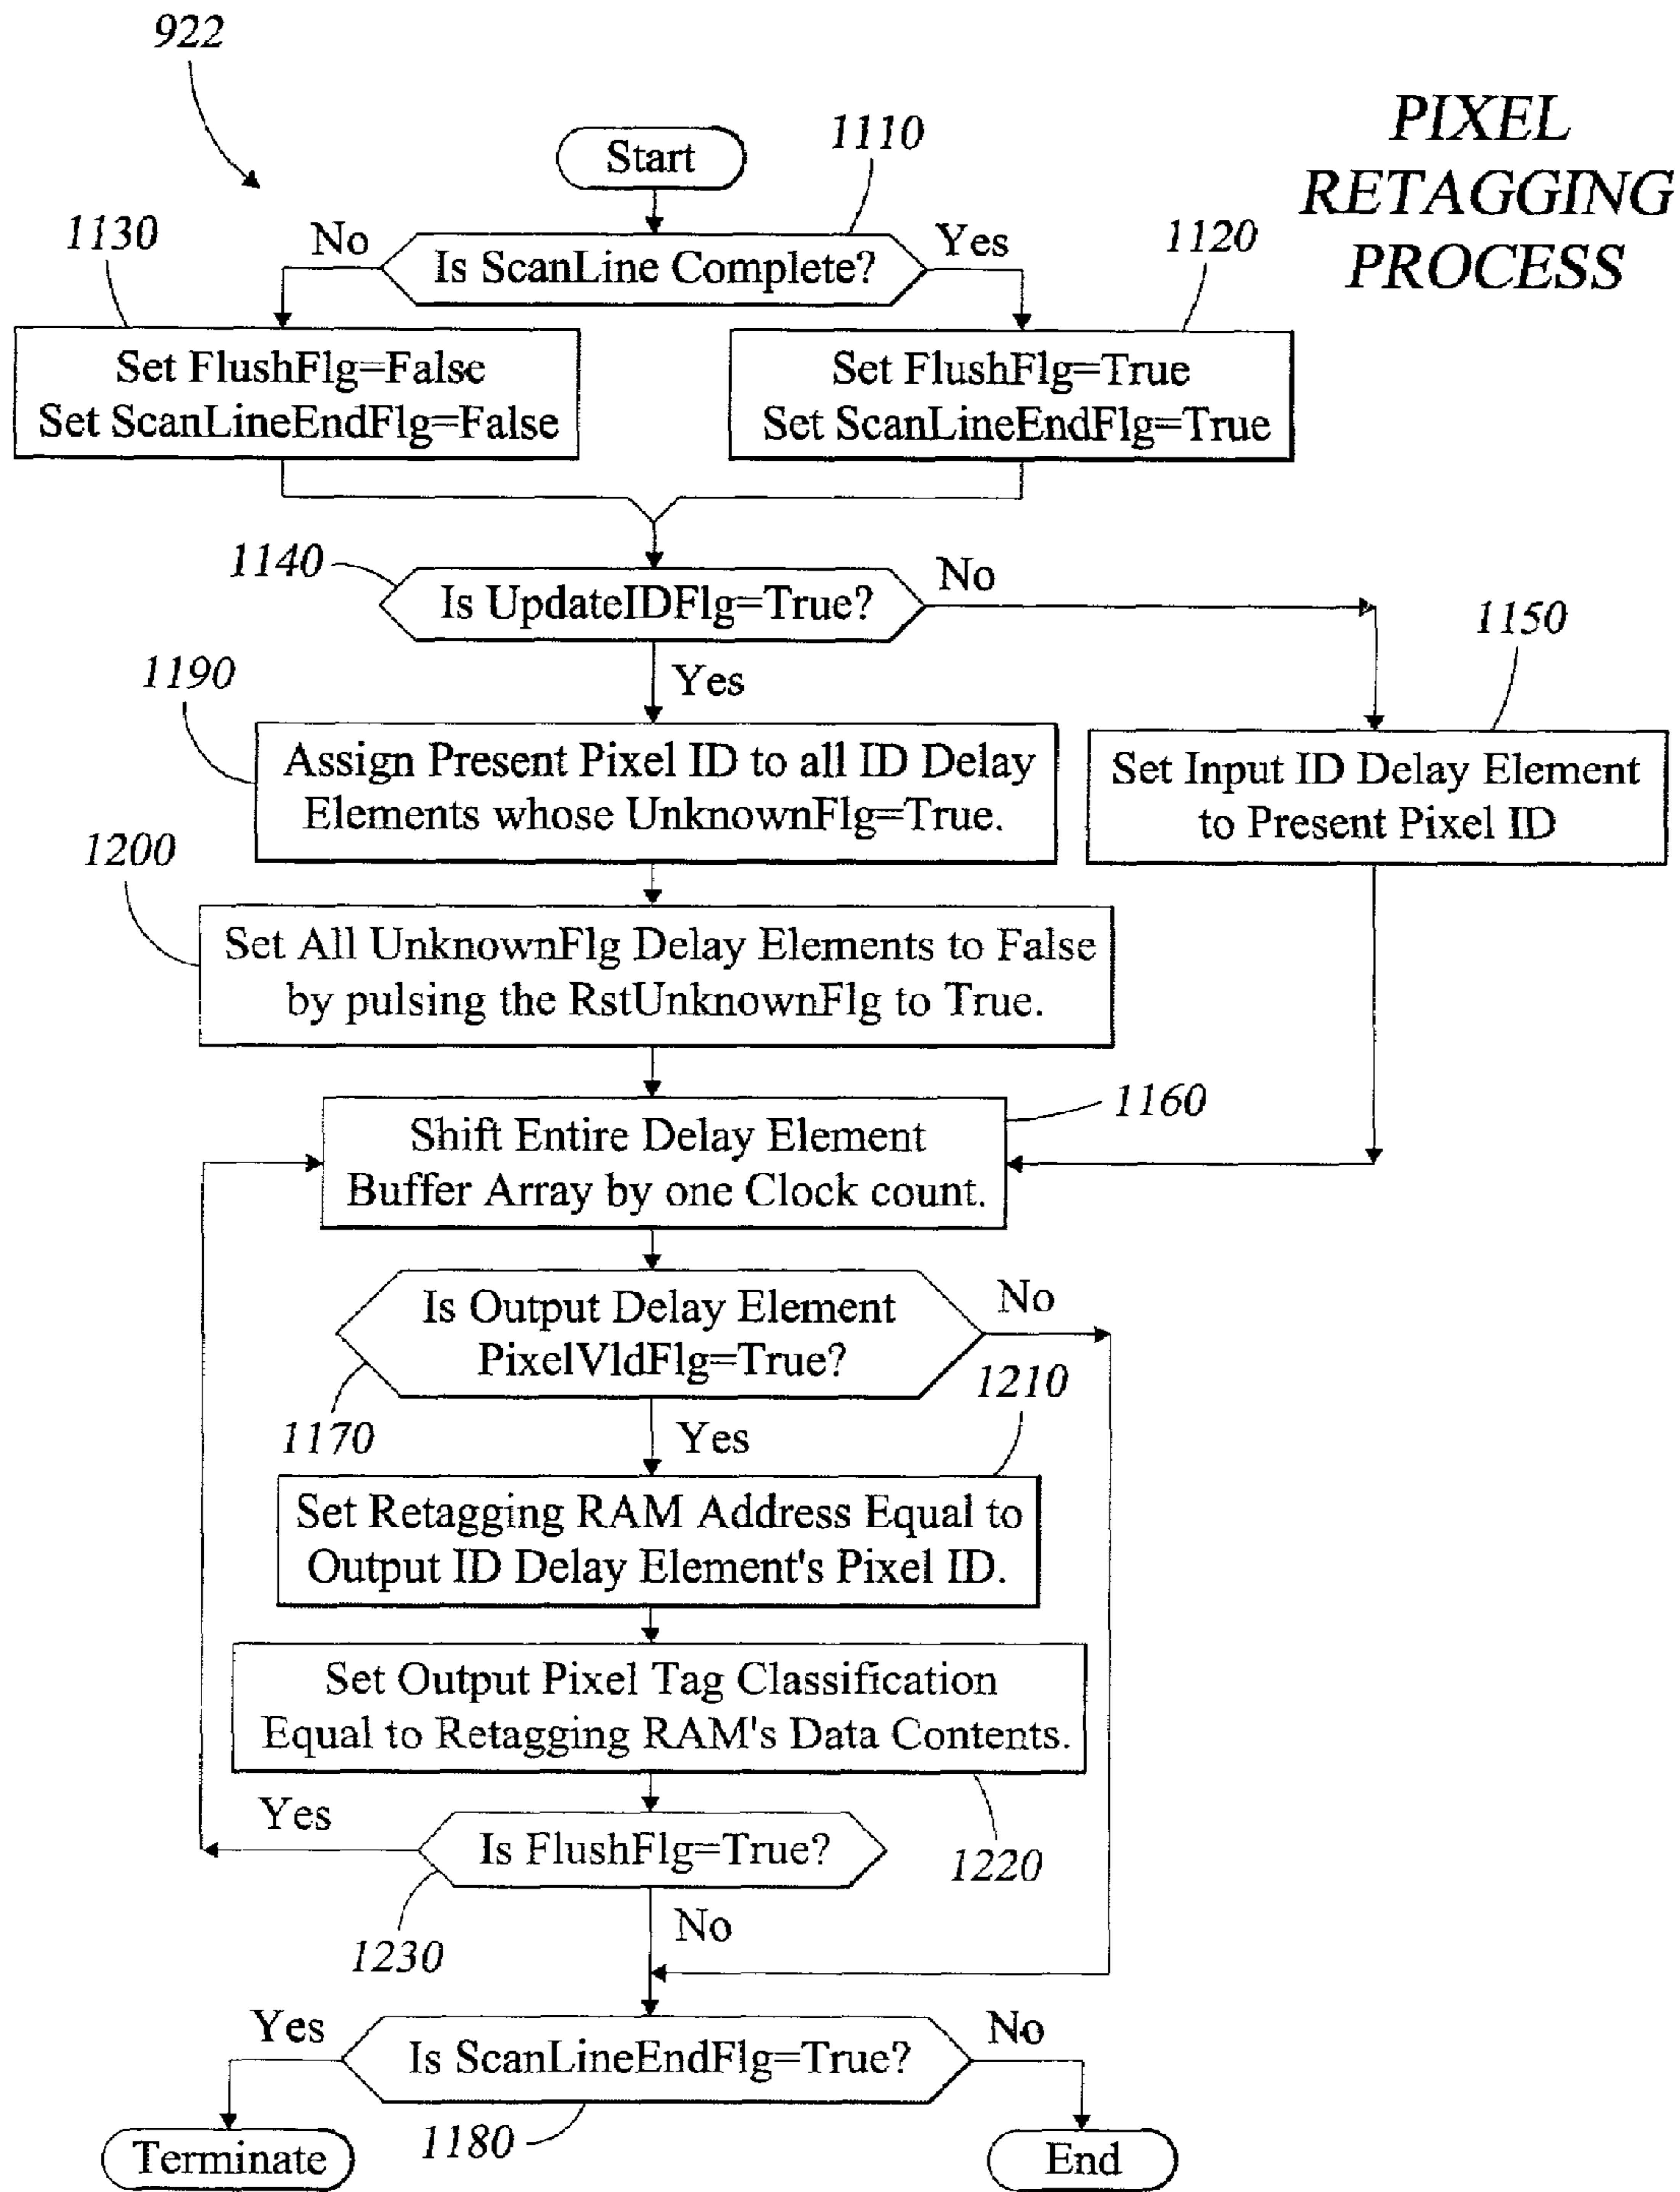 922
PIXEL
RETAGGING
PROCESS
Start
1110
No
Is ScanLine Complete?
Yes
1130
1120
Set FlushFlg=False
Set ScanLineEndFlg=False
Set FlushFlg=True
Set ScanLineEndFlg=True
1140
Is UpdateIDFlg=True?
No
1150
Yes
1190
Assign Present Pixel ID to all ID Delay
Elements whose UnknownFlg=True.
Set Input ID Delay Element
to Present Pixel ID
1200
Set All UnknownFlg Delay Elements to False
by pulsing the RstUnknownFlg to True.
1160
Shift Entire Delay Element
Buffer Array by one Clock count.
Is Output Delay Element
PixelVldFlg=True?
No
1170
Yes
1210
Set Retagging RAM Address Equal to
Output ID Delay Element's Pixel ID.
Set Output Pixel Tag Classification
Equal to Retagging RAM's Data Contents.
Yes
Is FlushFlg=True?
1220
1230
No
Yes
Is ScanLineEndFlg=True?
No
1180
Terminate
End